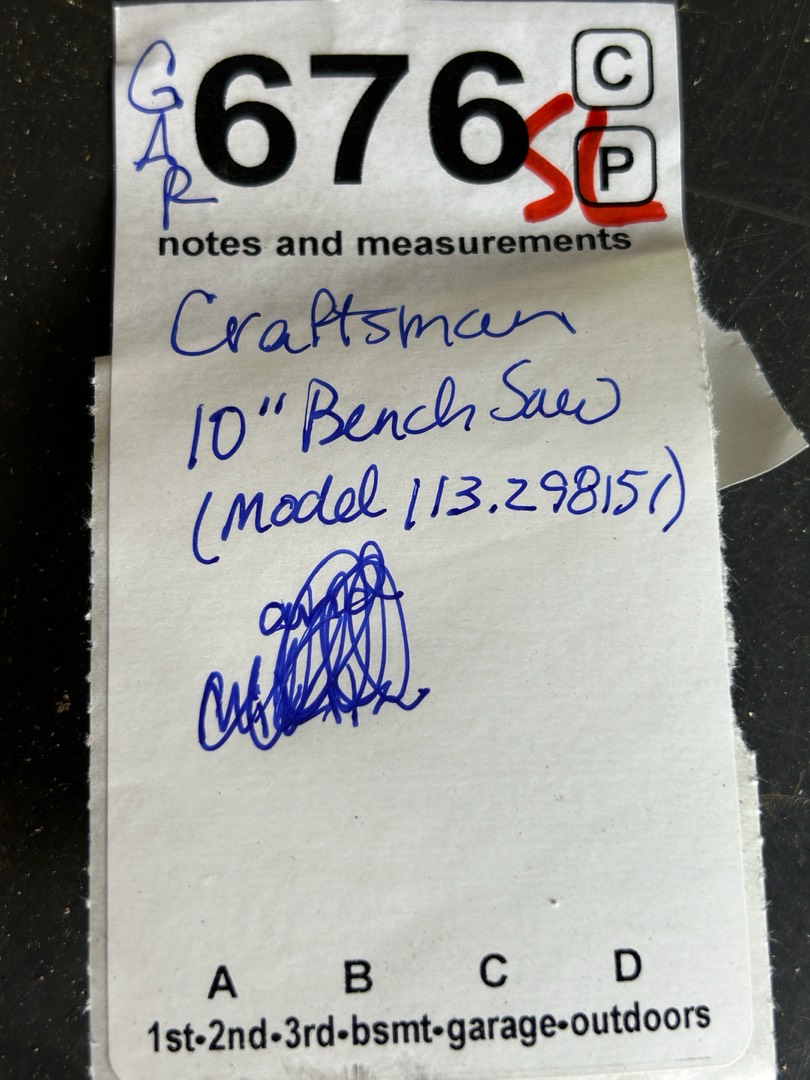 GAR
676
C
SL
P
notes and measurements
Craftsman
10" Bench Saw
(Model 113.298151)
A B C D
1st•2nd•3rd•bsmt•garage•outdoors